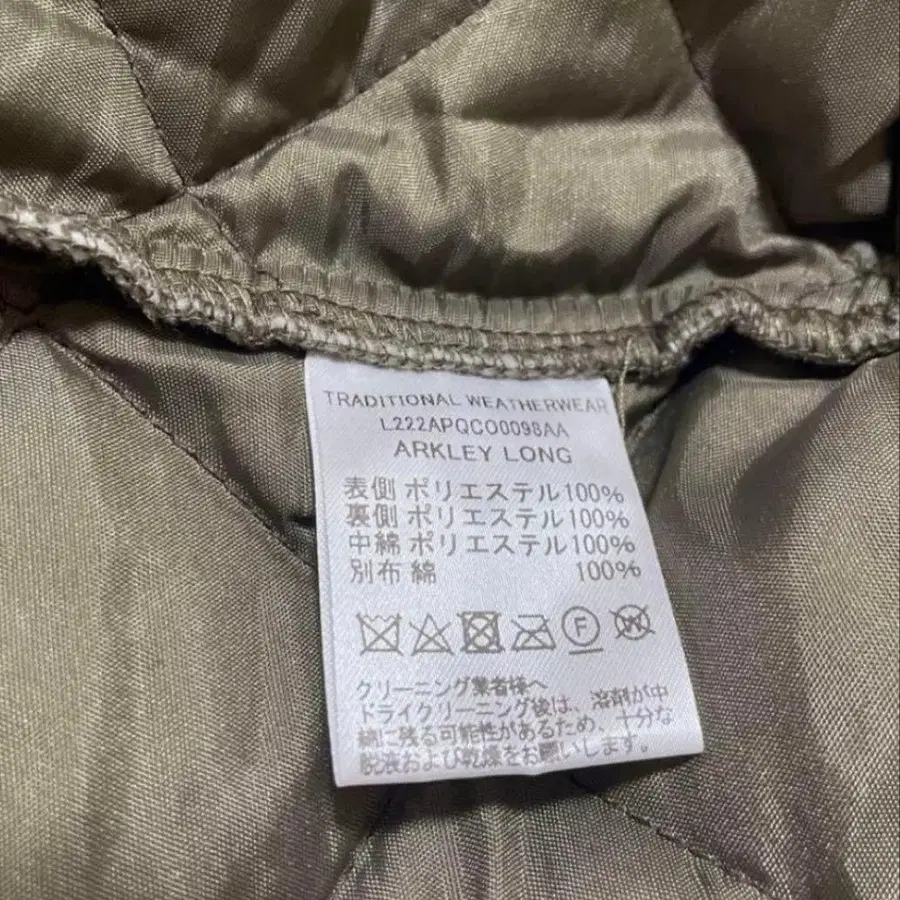 TRADITIONAL WEATHERWEAR
L222APQCO0098AA
ARKLEY LONG
表側 ポリエステル100%
裏側 ポリエステル100%
中綿 ポリエステル100%
別布 綿 100%
F
W
クリーニング業者様へ
ドライクリーニング後は、溶剤が中
綿に残る可能性があるため、十分な
脱液および乾燥をお願いします。